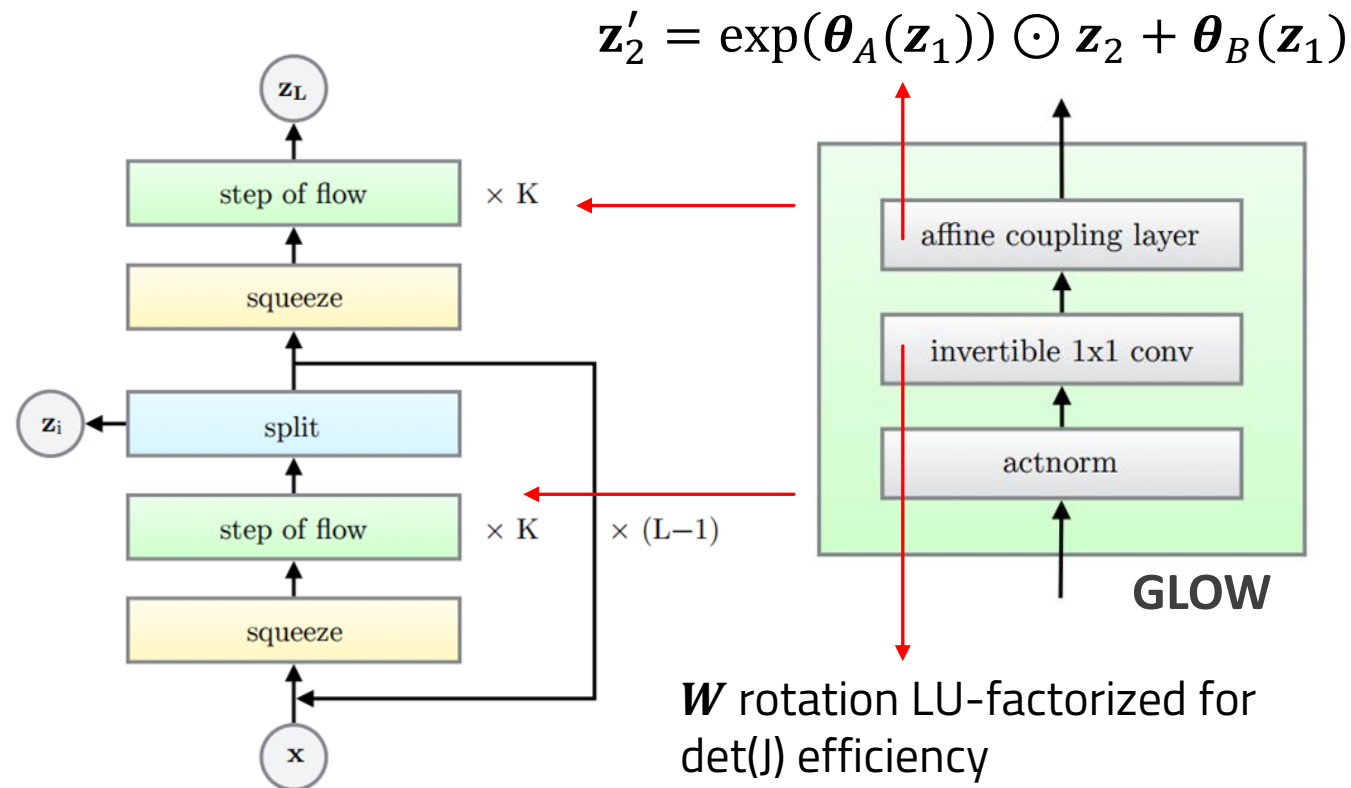 𝐳₂′ = exp(𝜽_A(𝒛₁)) ⊙ 𝒛₂ + 𝜽_B(𝒛₁)
z_L
step of flow × K
squeeze
z_i
split
step of flow × K × (L−1)
squeeze
x
affine coupling layer
invertible 1x1 conv
actnorm
GLOW
𝑾 rotation LU-factorized for
det(J) efficiency